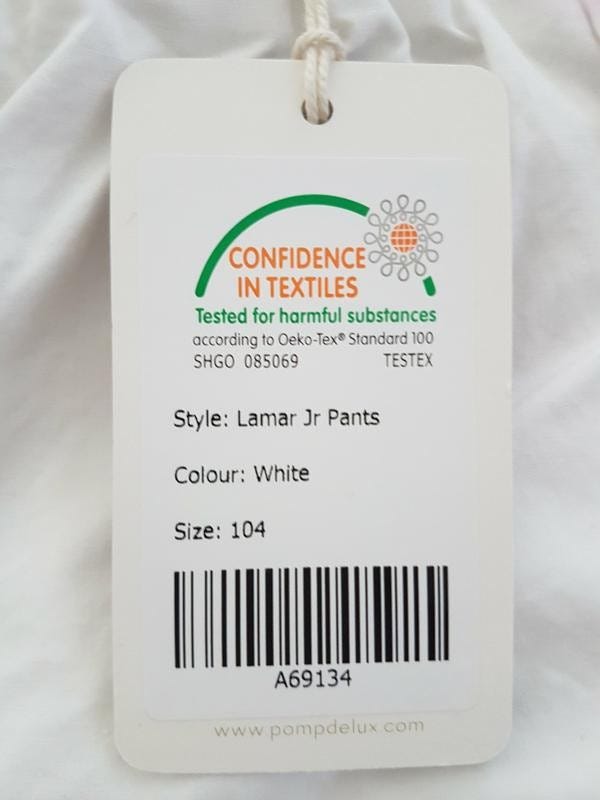 CONFIDENCE
IN TEXTILES
Tested for harmful substances
according to Oeko-Tex® Standard 100
SHGO 085069 TESTEX
Style: Lamar Jr Pants
Colour: White
Size: 104
A69134
www.pompdelux.com